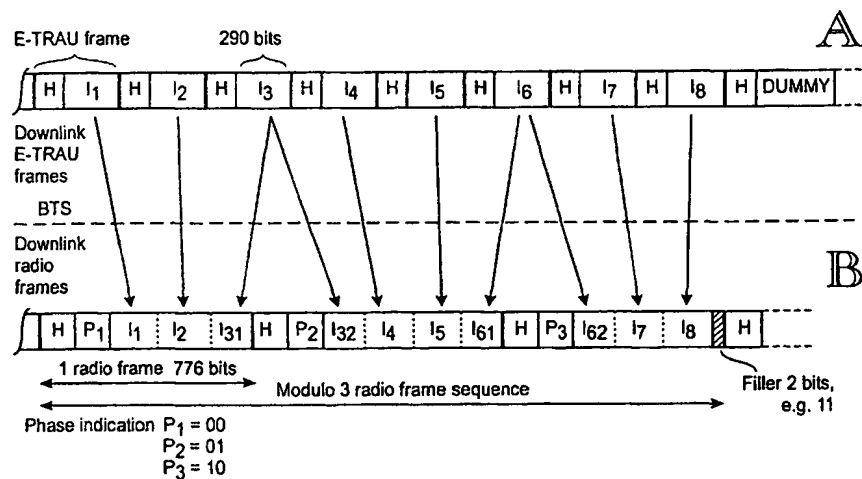 E-TRAU frame 290 bits A
H I1 H I2 H I3 H I4 H I5 H I6 H I7 H I8 H DUMMY
Downlink
E-TRAU
frames
BTS
Downlink
radio
frames
B
H P1 I1 I2 I31 H P2 I32 I4 I5 I61 H P3 I62 I7 I8 H
1 radio frame 776 bits
Modulo 3 radio frame sequence
Filler 2 bits,
e.g. 11
Phase indication P1 = 00
P2 = 01
P3 = 10